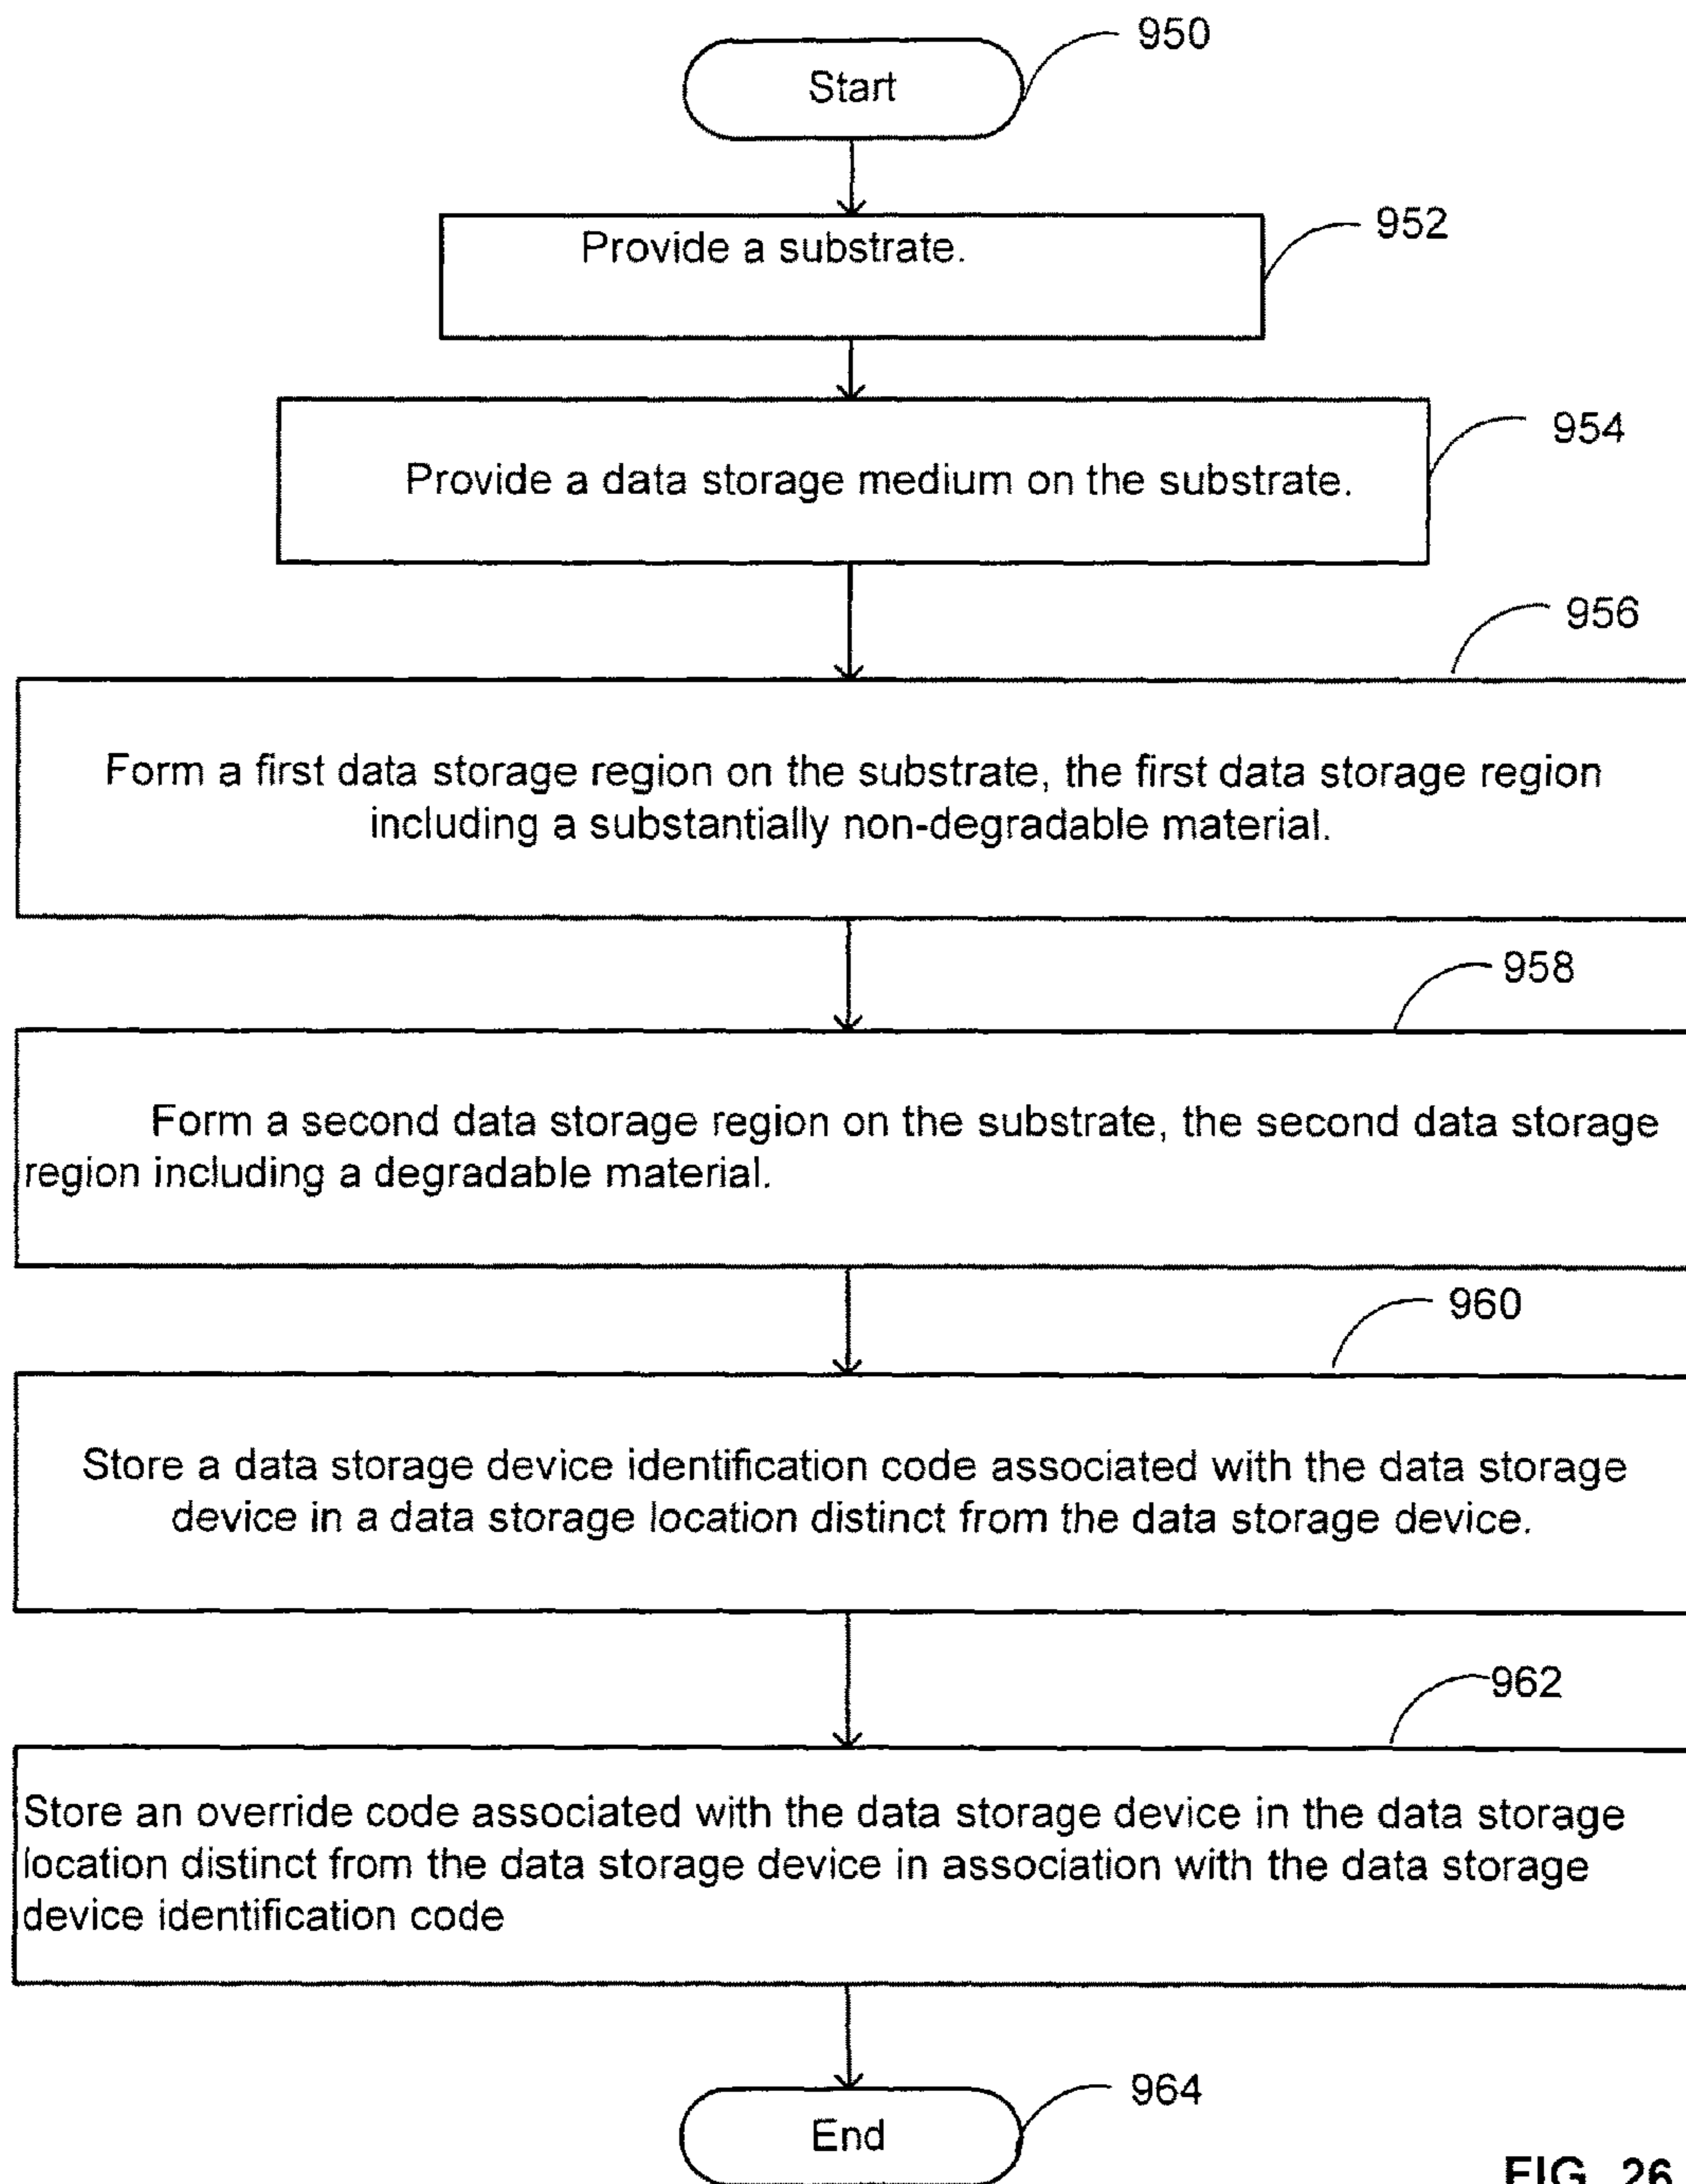 950
Start
952
Provide a substrate.
954
Provide a data storage medium on the substrate.
956
Form a first data storage region on the substrate, the first data storage region
including a substantially non-degradable material.
958
Form a second data storage region on the substrate, the second data storage
region including a degradable material.
960
Store a data storage device identification code associated with the data storage
device in a data storage location distinct from the data storage device.
962
Store an override code associated with the data storage device in the data storage
location distinct from the data storage device in association with the data storage
device identification code
964
End
FIG. 26